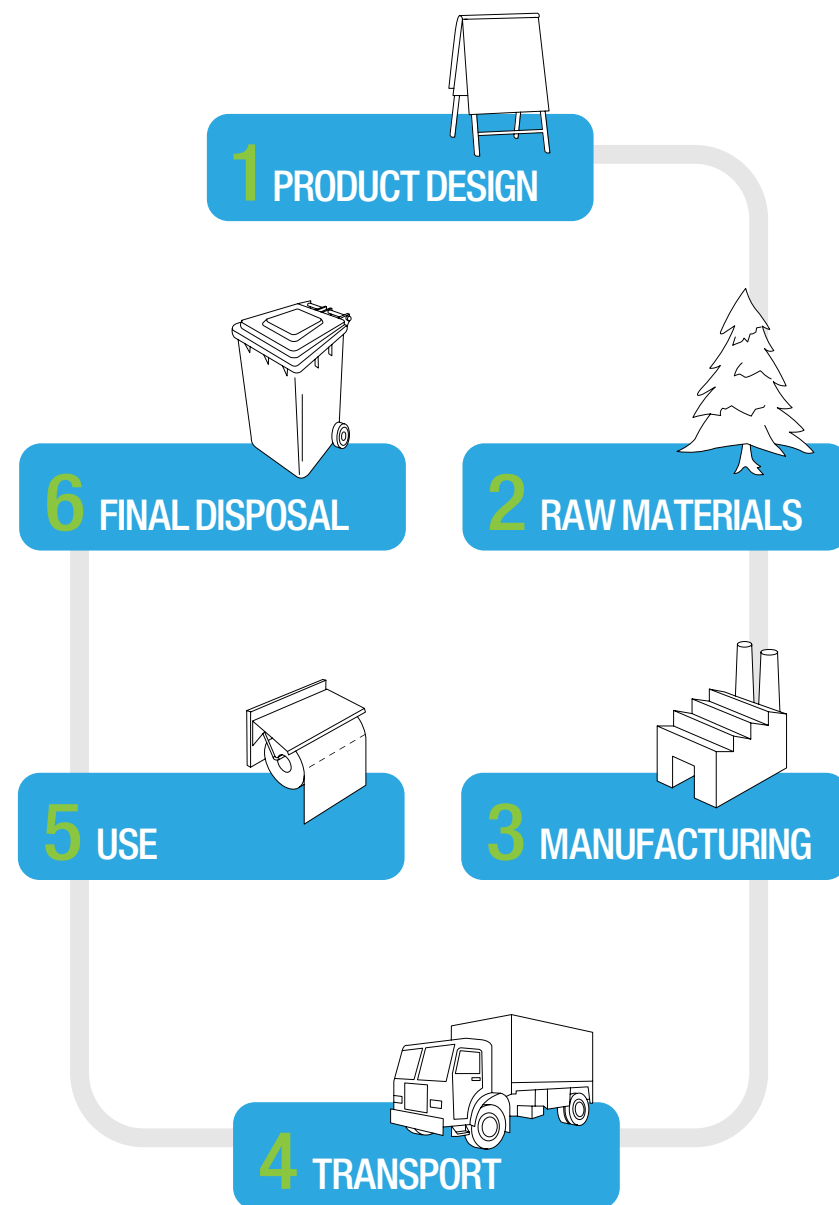 1 PRODUCT DESIGN
2 RAW MATERIALS
3 MANUFACTURING
4 TRANSPORT
5 USE
6 FINAL DISPOSAL